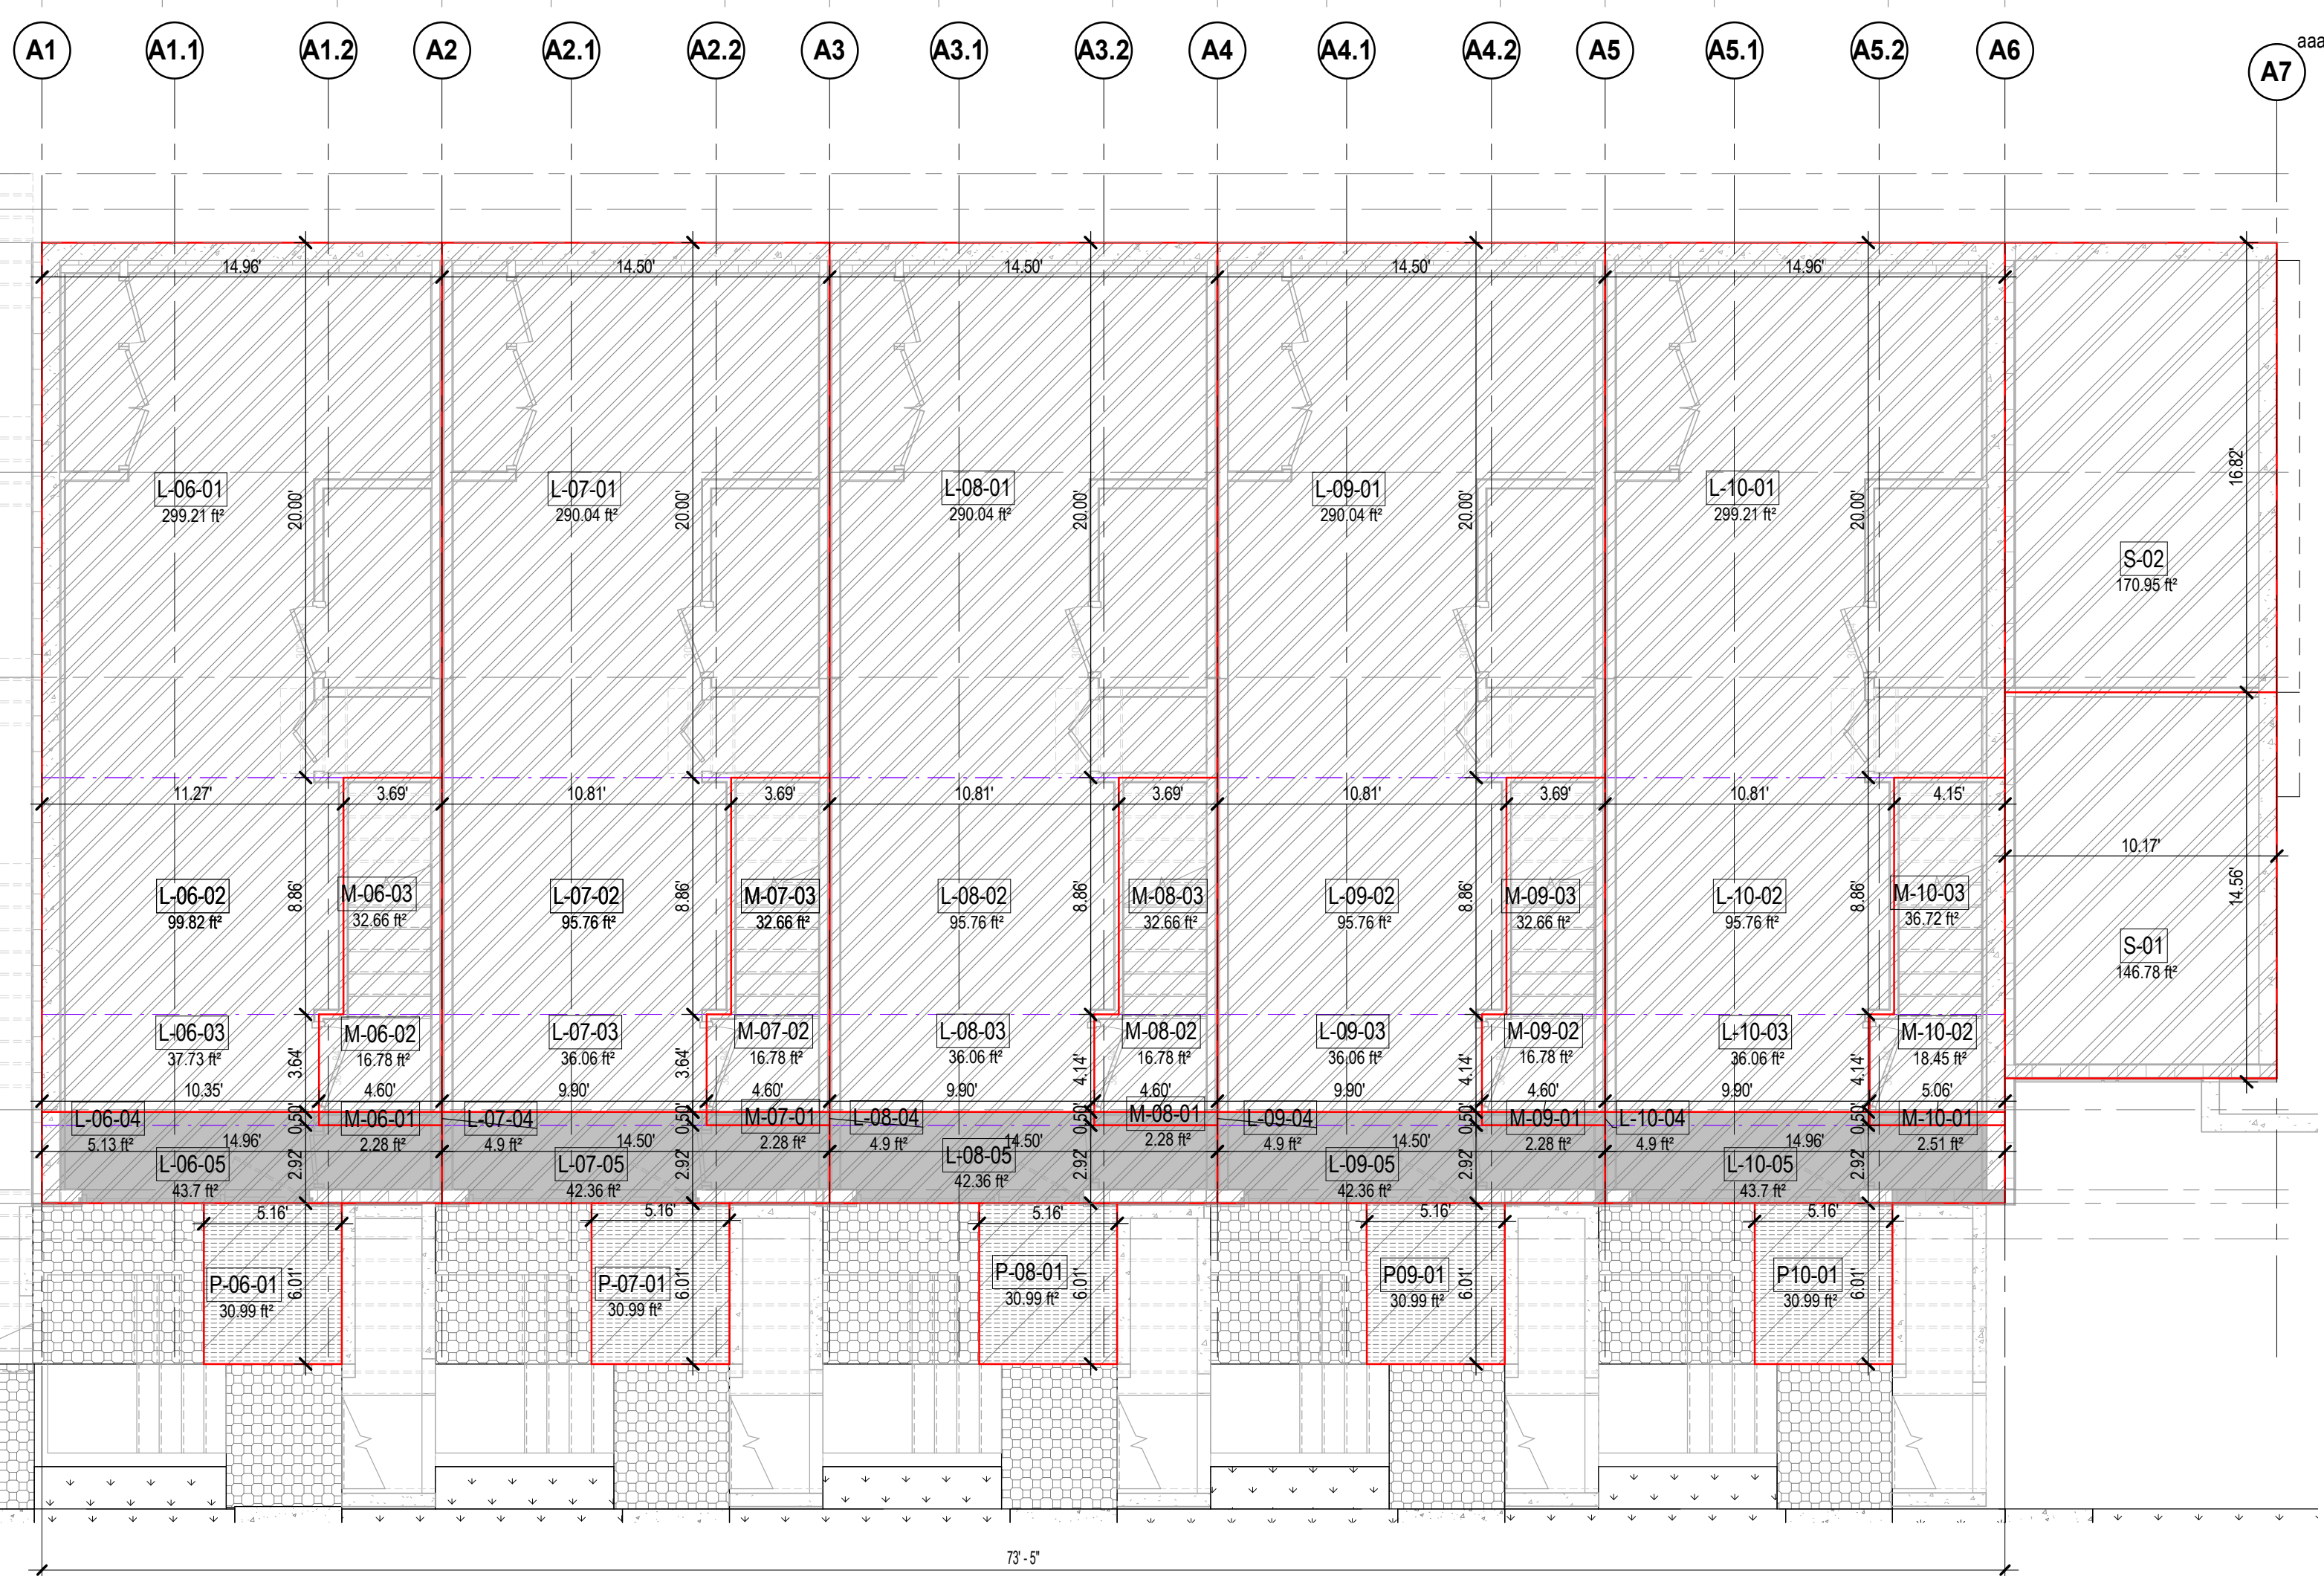 A1 A1.1 A1.2 A2 A2.1 A2.2 A3 A3.1 A3.2 A4 A4.1 A4.2 A5 A5.1 A5.2 A6 A7 aaa
14.96' 14.50' 14.50' 14.50' 14.96'
L-06-01 L-07-01 L-08-01 L-09-01 L-10-01
299.21 ft² 290.04 ft² 290.04 ft² 290.04 ft² 299.21 ft²
20.00' 20.00' 20.00' 20.00' 20.00' 16.82'
S-02
170.95 ft²
11.27' 3.69' 10.81' 3.69' 10.81' 3.69' 10.81' 3.69' 10.81' 4.15'
10.17'
L-06-02 M-06-03 L-07-02 M-07-03 L-08-02 M-08-03 L-09-02 M-09-03 L-10-02 M-10-03
99.82 ft² 32.66 ft² 95.76 ft² 32.66 ft² 95.76 ft² 32.66 ft² 95.76 ft² 32.66 ft² 95.76 ft² 36.72 ft²
8.86' 8.86' 8.86' 8.86' 8.86' 14.56'
S-01
146.78 ft²
L-06-03 M-06-02 L-07-03 M-07-02 L-08-03 M-08-02 L-09-03 M-09-02 L-10-03 M-10-02
37.73 ft² 16.78 ft² 36.06 ft² 16.78 ft² 36.06 ft² 16.78 ft² 36.06 ft² 16.78 ft² 36.06 ft² 18.45 ft²
3.64' 3.64' 4.14' 4.14' 4.14'
10.35' 4.60' 9.90' 4.60' 9.90' 4.60' 9.90' 4.60' 9.90' 5.06'
L-06-04 M-06-01 L-07-04 M-07-01 L-08-04 M-08-01 L-09-04 M-09-01 L-10-04 M-10-01
0.50' 0.50' 0.50' 0.50' 0.50'
5.13 ft² 2.28 ft² 4.9 ft² 2.28 ft² 4.9 ft² 2.28 ft² 4.9 ft² 2.28 ft² 4.9 ft² 2.51 ft²
14.96' 14.50' 14.50' 14.50' 14.96'
L-06-05 L-07-05 L-08-05 L-09-05 L-10-05
43.7 ft² 42.36 ft² 42.36 ft² 42.36 ft² 43.7 ft²
2.92' 2.92' 2.92' 2.92' 2.92'
5.16' 5.16' 5.16' 5.16' 5.16'
P-06-01 P-07-01 P-08-01 P09-01 P10-01
30.99 ft² 30.99 ft² 30.99 ft² 30.99 ft² 30.99 ft²
6.01' 6.01' 6.01' 6.01' 6.01'
73' - 5"